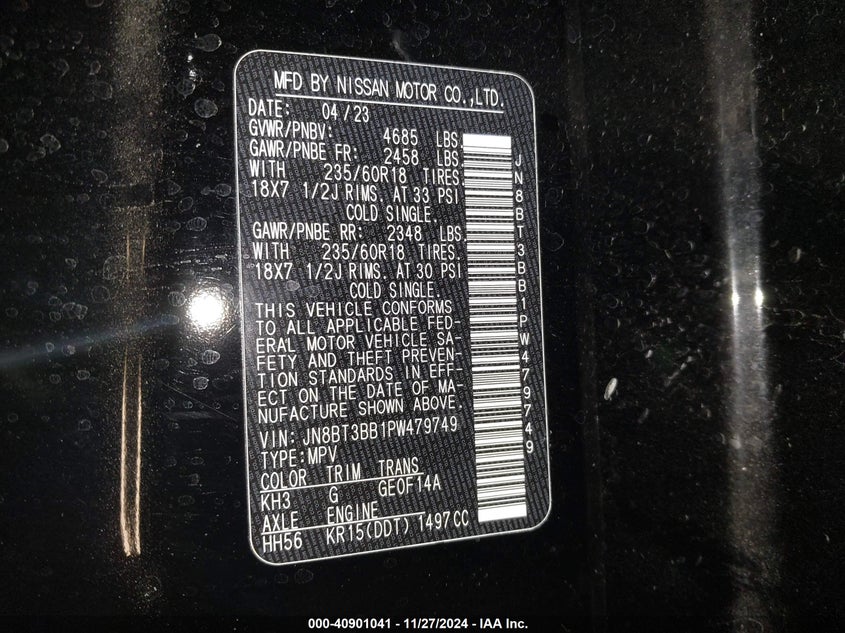 MFD BY NISSAN MOTOR CO.,LTD.
DATE: 04/23
GVWR/PNBV: 4685 LBS.
GAWR/PNBE FR: 2458 LBS
WITH 235/60R18 TIRES.
18X7 1/2J RIMS. AT 33 PSI
COLD SINGLE.
GAWR/PNBE RR: 2348 LBS.
WITH 235/60R18 TIRES.
18X7 1/2J RIMS. AT 30 PSI
COLD SINGLE.
THIS VEHICLE CONFORMS
TO ALL APPLICABLE FED-
ERAL MOTOR VEHICLE SA-
FETY AND THEFT PREVEN-
TION STANDARDS IN EFF-
ECT ON THE DATE OF MA-
NUFACTURE SHOWN ABOVE.
VIN: JN8BT3BB1PW479749
TYPE:MPV
COLOR TRIM TRANS
KH3 G GE0F14A
AXLE ENGINE
HH56 KR15(DDT) 1497CC
JN8BT3BB1PW479749
000-40901041 - 11/27/2024 - IAA Inc.